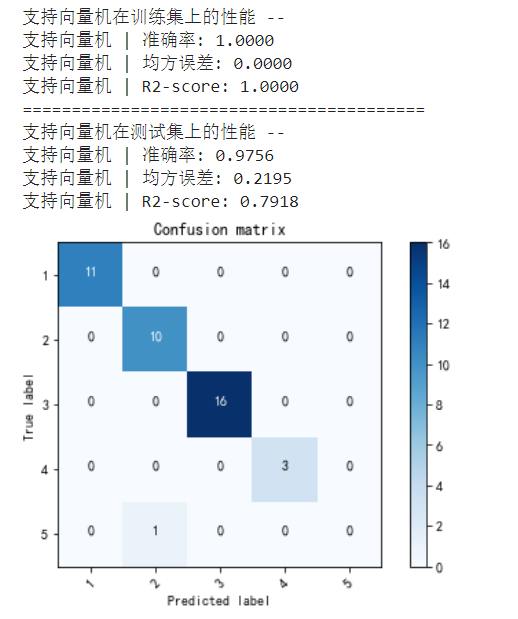 支持向量机在训练集上的性能 --
支持向量机 | 准确率: 1.0000
支持向量机 | 均方误差: 0.0000
支持向量机 | R2-score: 1.0000
=========================================
支持向量机在测试集上的性能 --
支持向量机 | 准确率: 0.9756
支持向量机 | 均方误差: 0.2195
支持向量机 | R2-score: 0.7918
Confusion matrix
True label
1 11 0 0 0 0
2 0 10 0 0 0
3 0 0 16 0 0
4 0 0 0 3 0
5 0 1 0 0 0
1 2 3 4 5
Predicted label
16
14
12
10
8
6
4
2
0